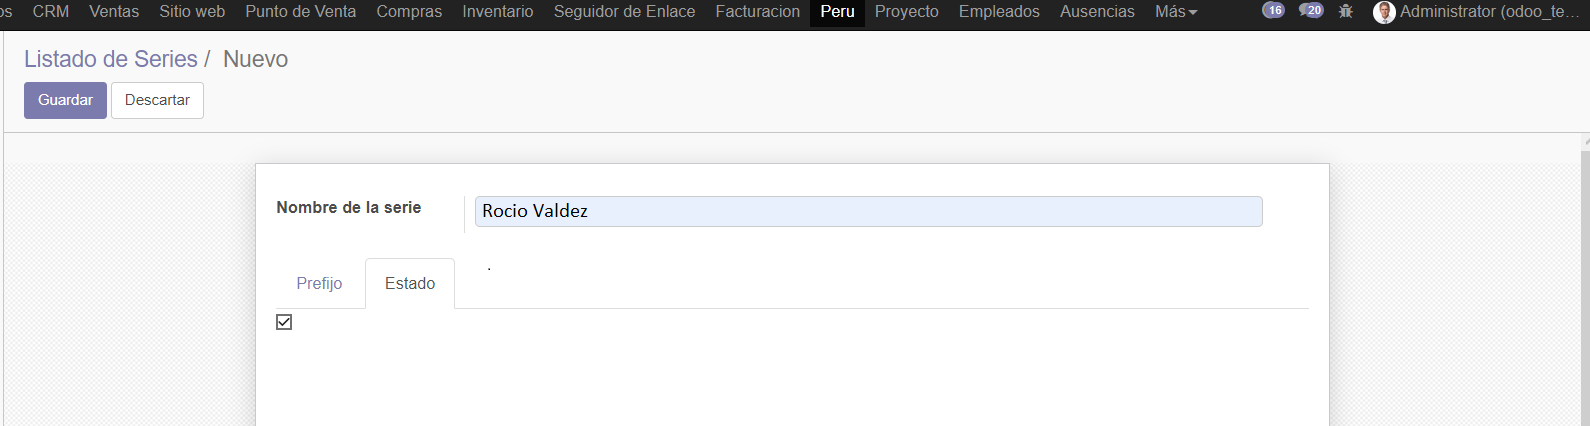 os CRM Ventas Sitio web Punto de Venta Compras Inventario Seguidor de Enlace Facturacion Peru Proyecto Empleados Ausencias Más 16 20 Administrator (odoo_te...
Listado de Series / Nuevo
Guardar Descartar
Nombre de la serie Rocio Valdez
Prefijo Estado .